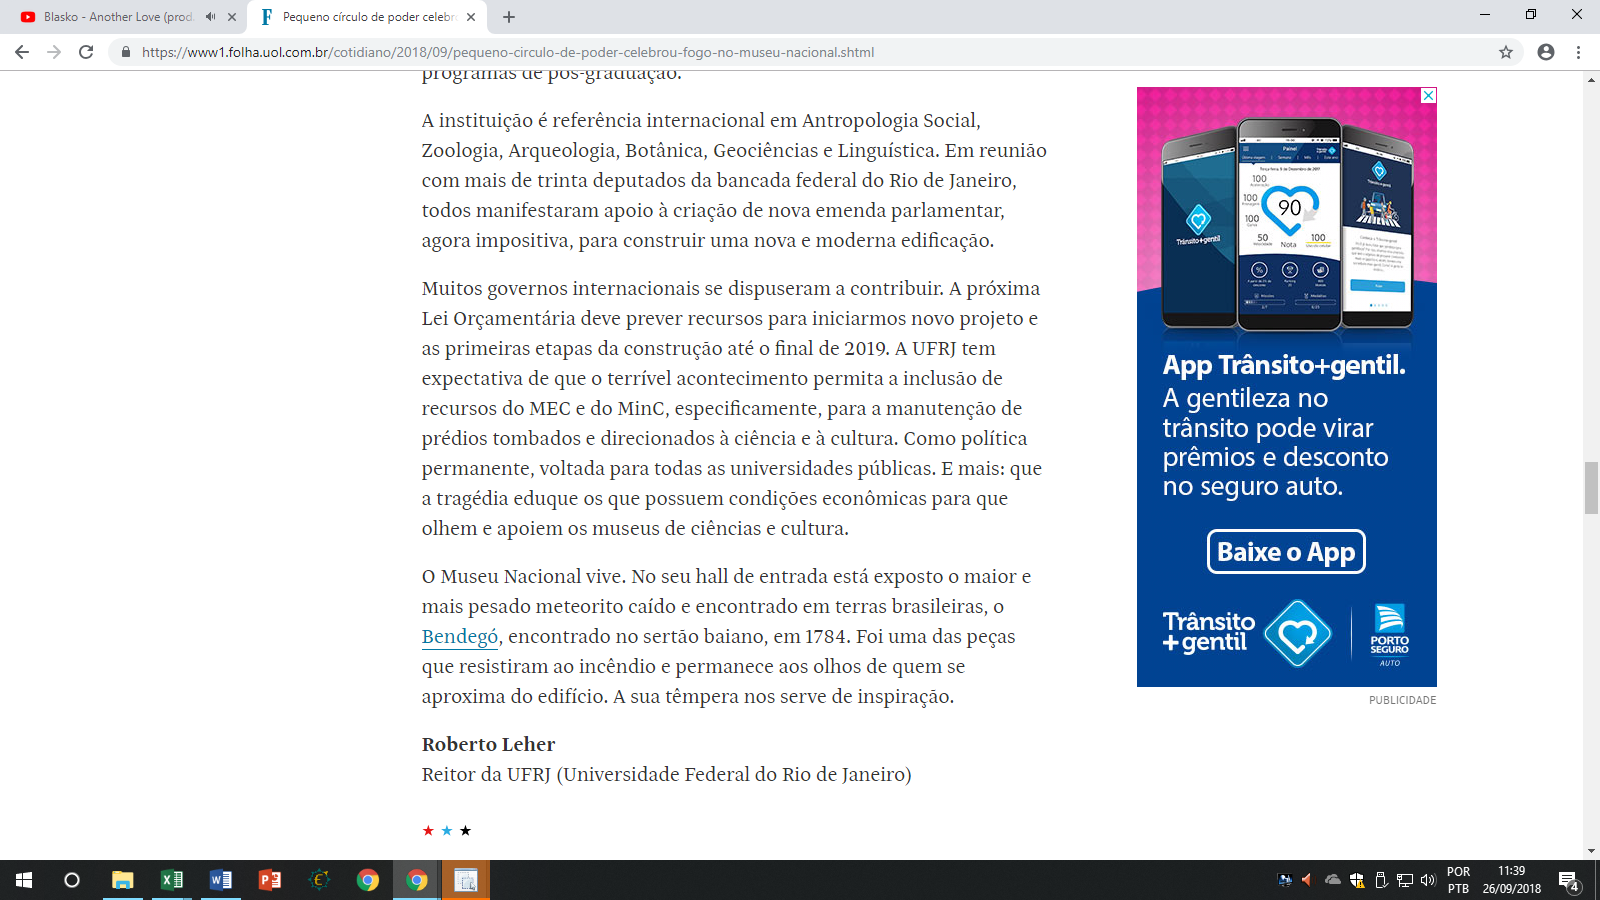 Blasko - Another Love (prod.
Pequeno círculo de poder celebro
https://www1.folha.uol.com.br/cotidiano/2018/09/pequeno-circulo-de-poder-celebrou-fogo-no-museu-nacional.shtml
programas de pós-graduação.
A instituição é referência internacional em Antropologia Social,
Zoologia, Arqueologia, Botânica, Geociências e Linguística. Em reunião
com mais de trinta deputados da bancada federal do Rio de Janeiro,
todos manifestaram apoio à criação de nova emenda parlamentar,
agora impositiva, para construir uma nova e moderna edificação.
Muitos governos internacionais se dispuseram a contribuir. A próxima
Lei Orçamentária deve prever recursos para iniciarmos novo projeto e
as primeiras etapas da construção até o final de 2019. A UFRJ tem
expectativa de que o terrível acontecimento permita a inclusão de
recursos do MEC e do MinC, especificamente, para a manutenção de
prédios tombados e direcionados à ciência e à cultura. Como política
permanente, voltada para todas as universidades públicas. E mais: que
a tragédia eduque os que possuem condições econômicas para que
olhem e apoiem os museus de ciências e cultura.
O Museu Nacional vive. No seu hall de entrada está exposto o maior e
mais pesado meteorito caído e encontrado em terras brasileiras, o
Bendegó, encontrado no sertão baiano, em 1784. Foi uma das peças
que resistiram ao incêndio e permanece aos olhos de quem se
aproxima do edifício. A sua têmpera nos serve de inspiração.
Roberto Leher
Reitor da UFRJ (Universidade Federal do Rio de Janeiro)
Painel
100
100
100
90
50
100
Nota
Trânsito+gentil
App Trânsito+gentil.
A gentileza no
trânsito pode virar
prêmios e desconto
no seguro auto.
Baixe o App
Trânsito
+gentil
PORTO
SEGURO
AUTO
PUBLICIDADE
POR
PTB
11:39
26/09/2018
4